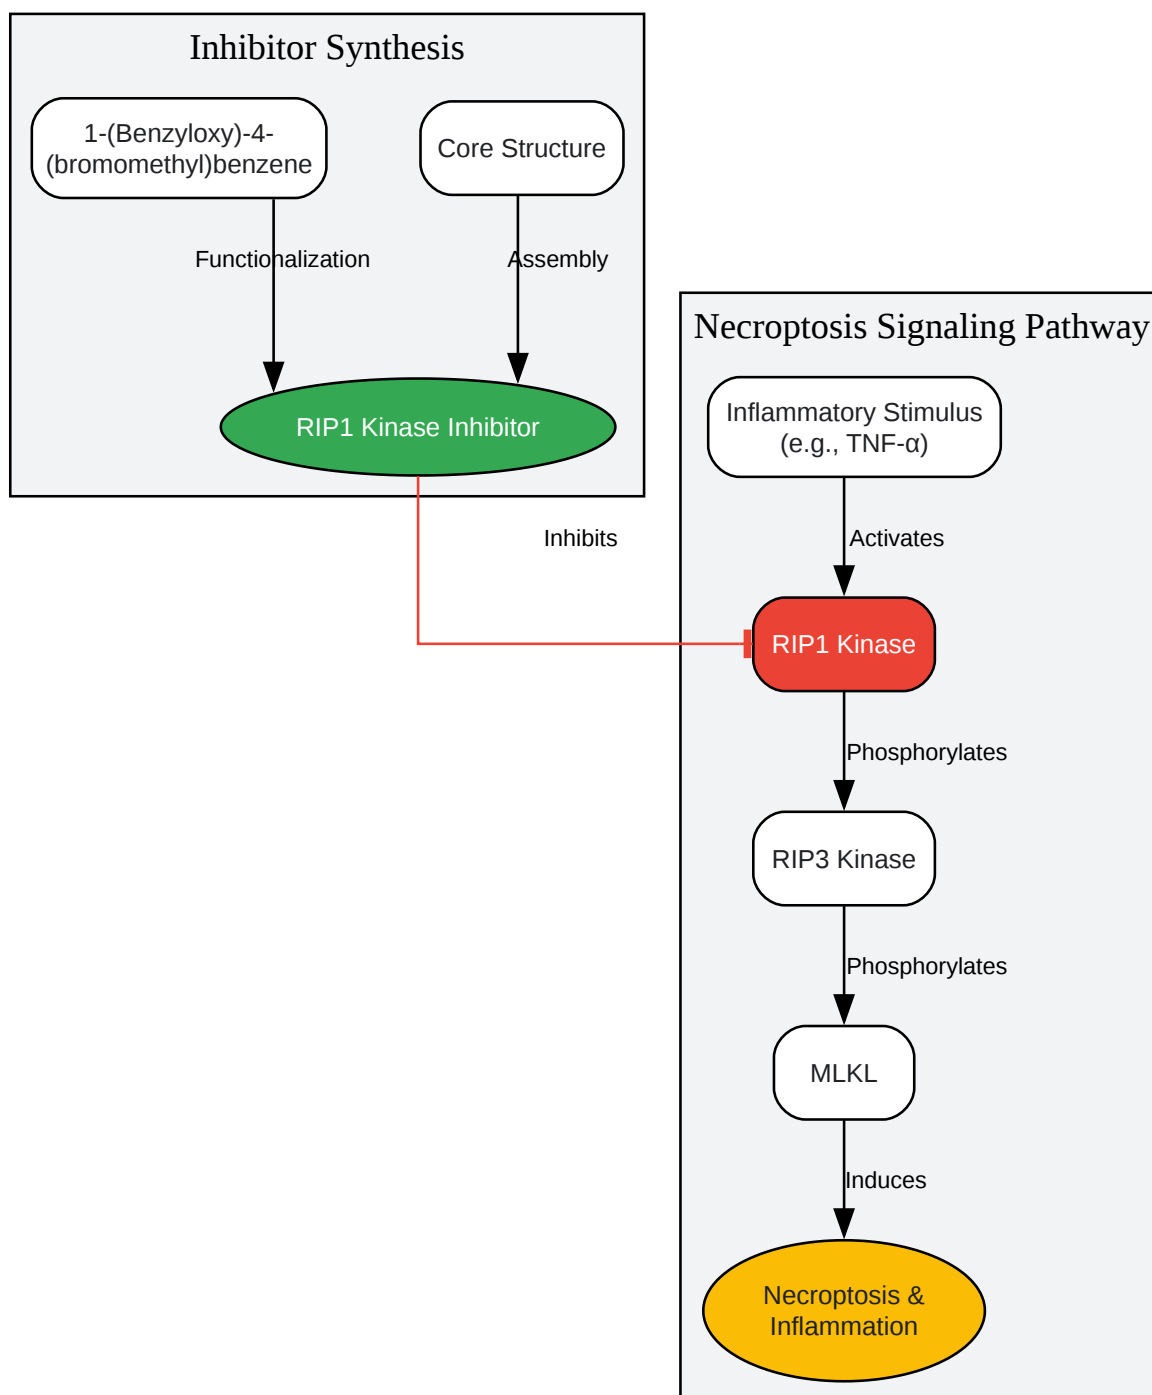 Inhibitor Synthesis
1-(Benzyloxy)-4-
(bromomethyl)benzene
Core Structure
Functionalization
Assembly
RIP1 Kinase Inhibitor
Inhibits
Necroptosis Signaling Pathway
Inflammatory Stimulus
(e.g., TNF-α)
Activates
RIP1 Kinase
Phosphorylates
RIP3 Kinase
Phosphorylates
MLKL
Induces
Necroptosis &
Inflammation